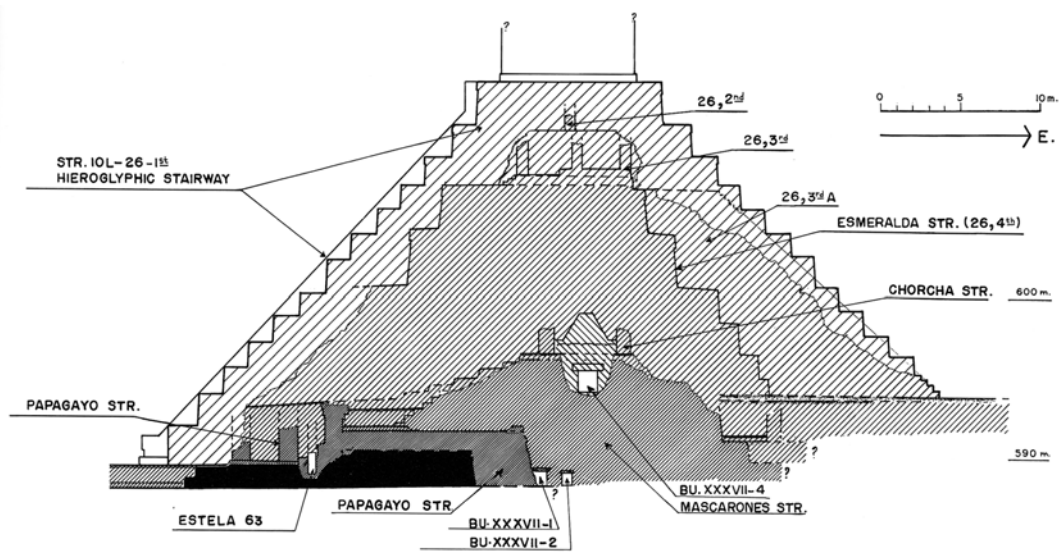 ?
?
26,2nd
0 5 10 m.
E.
26,3rd
STR. 10L-26-1st
HIEROGLYPHIC STAIRWAY
26,3rd A
ESMERALDA STR. (26,4th)
CHORCHA STR.
600 m.
PAPAGAYO STR.
?
590 m.
?
?
BU. XXXVII-4
MASCARONES STR.
PAPAGAYO STR.
ESTELA 63
BU-XXXVII-1
BU-XXXVII-2